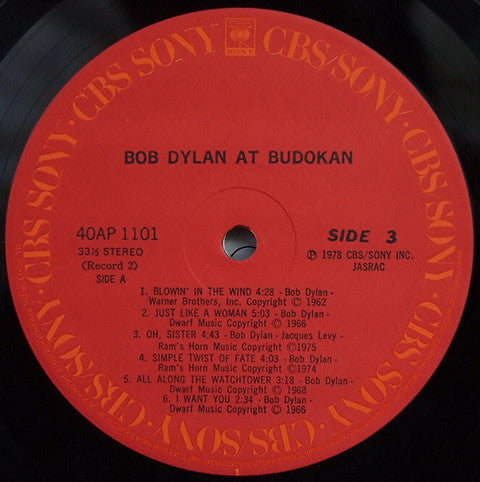 CBS SONY · CBS/SONY · CBS SONY · CBS SONY · CBS SONY · CBS SONY · CBS SONY · CBS SONY ·
CBS
SONY
BOB DYLAN AT BUDOKAN
40AP 1101
33⅓ STEREO
(Record 2)
SIDE A
SIDE 3
Ⓟ 1978 CBS/SONY INC.
JASRAC
1. BLOWIN' IN THE WIND 4:28 - Bob Dylan -
Warner Brothers, Inc. Copyright © 1962
2. JUST LIKE A WOMAN 5:03 - Bob Dylan -
Dwarf Music Copyright © 1966
3. OH, SISTER 4:43 - Bob Dylan - Jacques Levy -
Ram's Horn Music Copyright ©1975
4. SIMPLE TWIST OF FATE 4:03 - Bob Dylan -
Ram's Horn Music Copyright ©1974
5. ALL ALONG THE WATCHTOWER 3:18 - Bob Dylan -
Dwarf Music Copyright © 1968
6. I WANT YOU 2:34 - Bob Dylan -
Dwarf Music Copyright © 1966